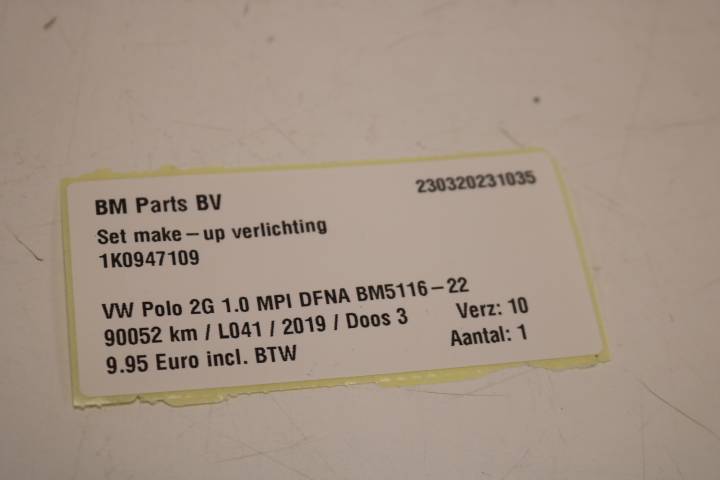 BM Parts BV 230320231035
Set make-up verlichting
1K0947109
VW Polo 2G 1.0 MPI DFNA BM5116-22
90052 km / L041 / 2019 / Doos 3 Verz: 10
9.95 Euro incl. BTW Aantal: 1